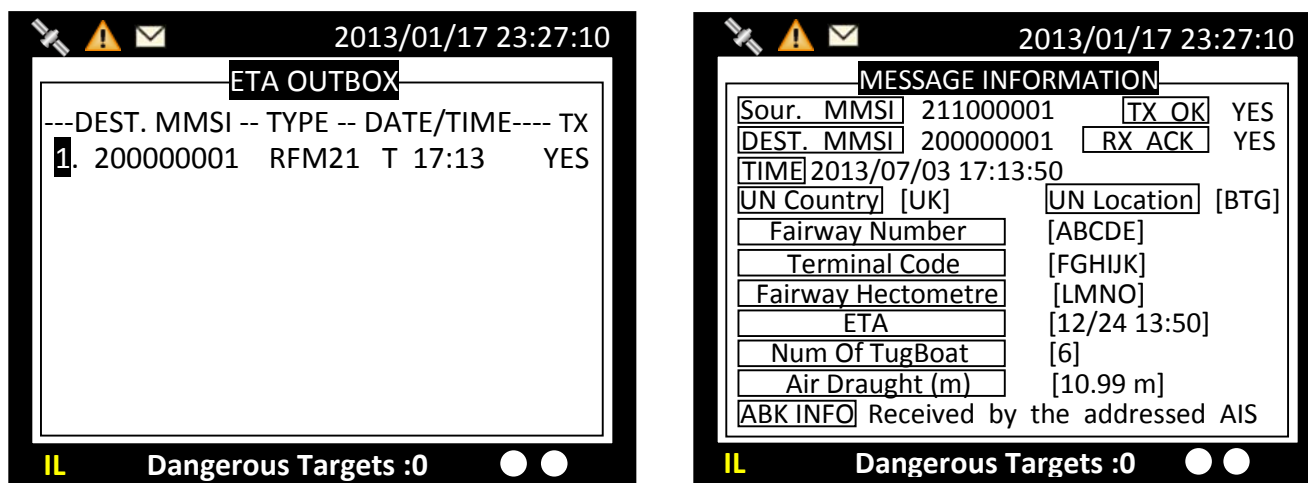 2013/01/17 23:27:10
ETA OUTBOX
---DEST. MMSI -- TYPE -- DATE/TIME---- TX
1. 200000001 RFM21 T 17:13 YES
IL Dangerous Targets :0
2013/01/17 23:27:10
MESSAGE INFORMATION
Sour. MMSI 211000001 TX OK YES
DEST. MMSI 200000001 RX ACK YES
TIME 2013/07/03 17:13:50
UN Country [UK] UN Location [BTG]
Fairway Number [ABCDE]
Terminal Code [FGHIJK]
Fairway Hectometre [LMNO]
ETA [12/24 13:50]
Num Of TugBoat [6]
Air Draught (m) [10.99 m]
ABK INFO Received by the addressed AIS
IL Dangerous Targets :0